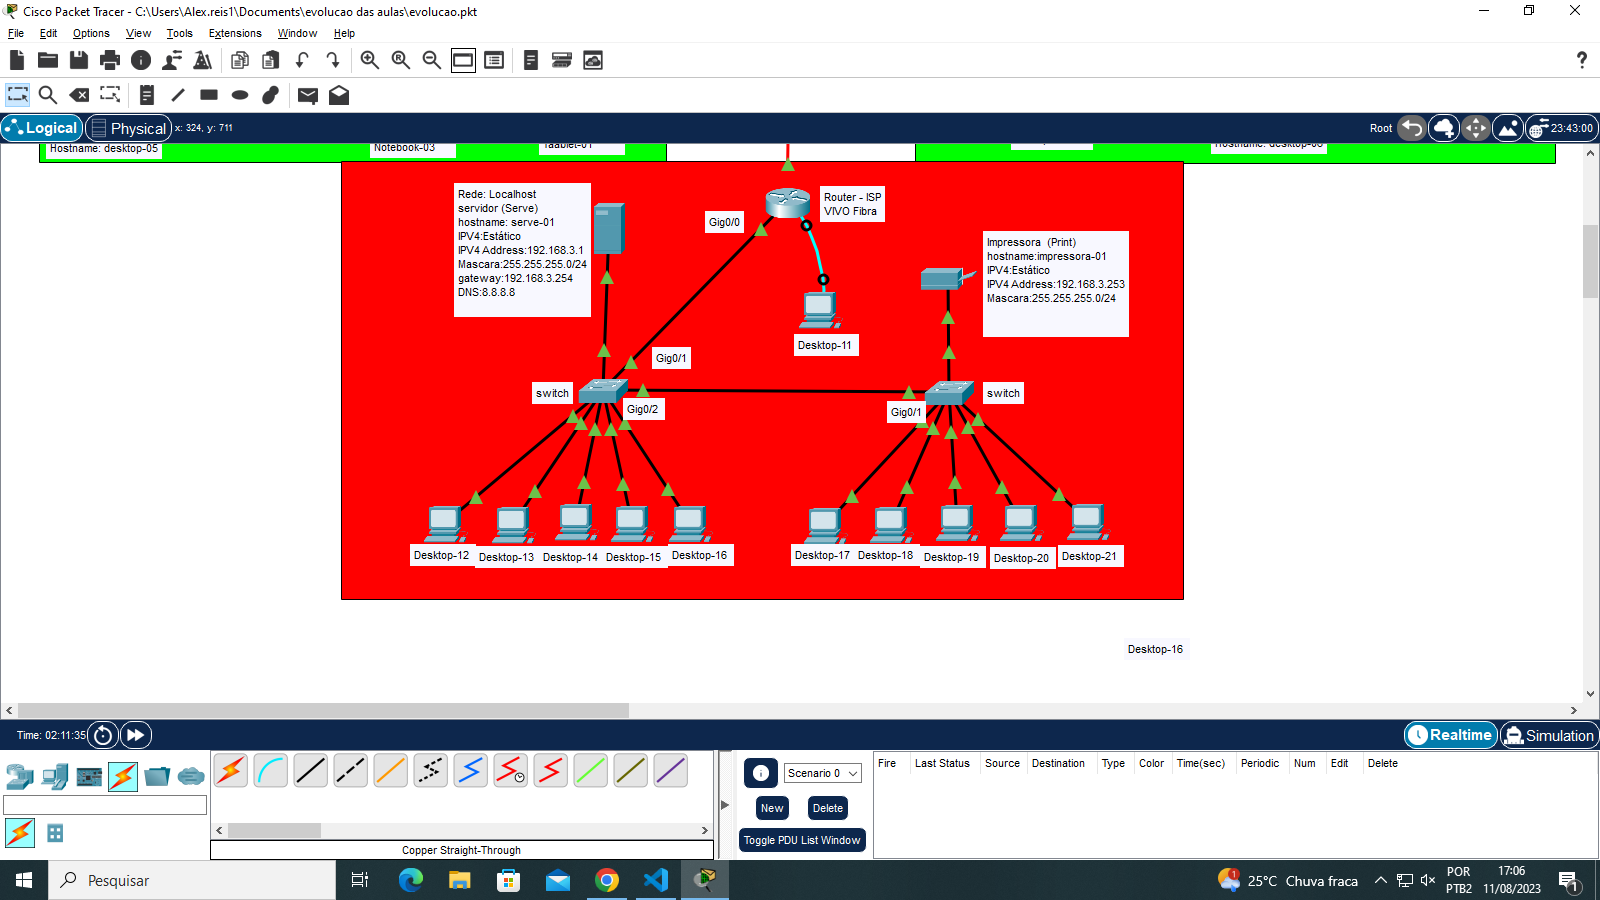 Cisco Packet Tracer - C:\Users\Alex.reis1\Documents\evolucao das aulas\evolucao.pkt
File Edit Options View Tools Extensions Window Help
Logical Physical x: 324, y: 711 Root 23:43:00
Hostname: desktop-05
Notebook-03
Taablet-01
Hostname: desktop-03
Rede: Localhost
servidor (Serve)
hostname: serve-01
IPV4:Estático
IPV4 Address:192.168.3.1
Mascara:255.255.255.0/24
gateway:192.168.3.254
DNS:8.8.8.8
Gig0/0
Router - ISP
VIVO Fibra
Impressora (Print)
hostname:impressora-01
IPV4:Estático
IPV4 Address:192.168.3.253
Mascara:255.255.255.0/24
Desktop-11
Gig0/1
switch
Gig0/2
Gig0/1
switch
Desktop-12
Desktop-13
Desktop-14
Desktop-15
Desktop-16
Desktop-17
Desktop-18
Desktop-19
Desktop-20
Desktop-21
Desktop-16
Time: 02:11:35
Realtime Simulation
Scenario 0
New Delete
Toggle PDU List Window
Fire Last Status Source Destination Type Color Time(sec) Periodic Num Edit Delete
Copper Straight-Through
Pesquisar
1
25°C Chuva fraca
POR
PTB2
17:06
11/08/2023
1